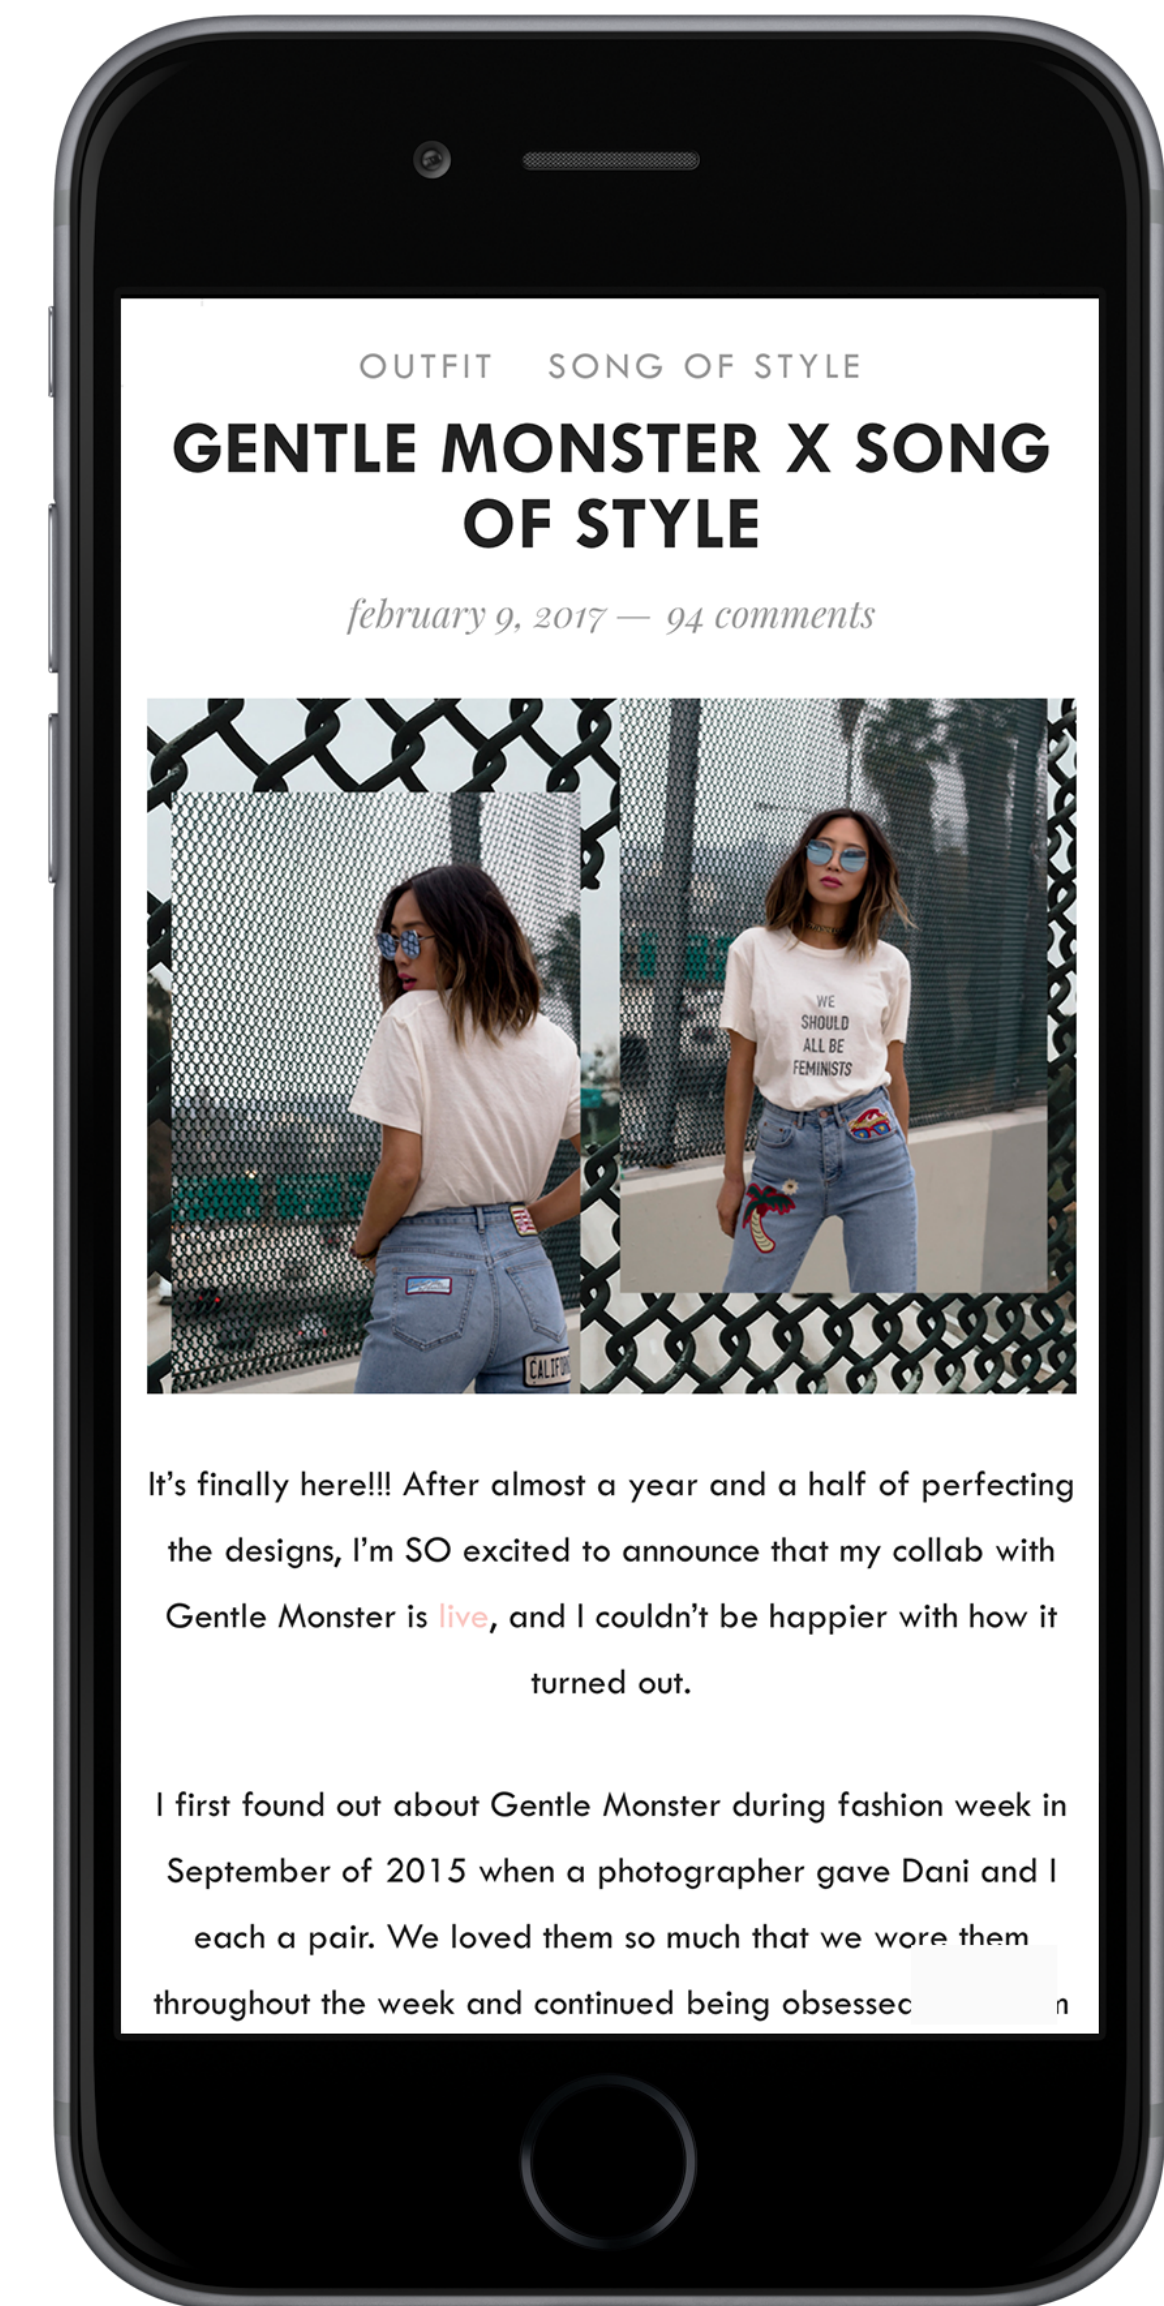 OUTFIT SONG OF STYLE
GENTLE MONSTER X SONG
OF STYLE
february 9, 2017 — 94 comments
WE
SHOULD
ALL BE
FEMINISTS
It's finally here!!! After almost a year and a half of perfecting
the designs, I'm SO excited to announce that my collab with
Gentle Monster is live, and I couldn't be happier with how it
turned out.
I first found out about Gentle Monster during fashion week in
September of 2015 when a photographer gave Dani and I
each a pair. We loved them so much that we wore them
throughout the week and continued being